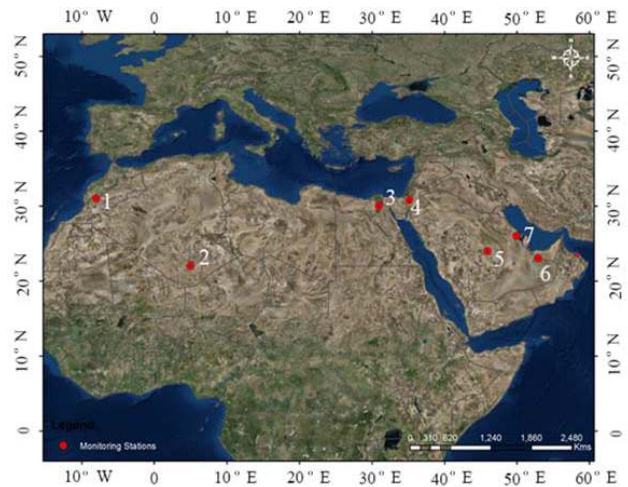 10° W 0 10° E 20° E 30° E 40° E 50° E 60° E
50° N 50° N
40° N 40° N
30° N 30° N
1 3 4
20° N 20° N
2 5 7 6
10° N 10° N
0 0
Legend
Monitoring Stations
0 310 620 1,240 1,860 2,480
Kms
10° W 0 10° E 20° E 30° E 40° E 50° E 60° E